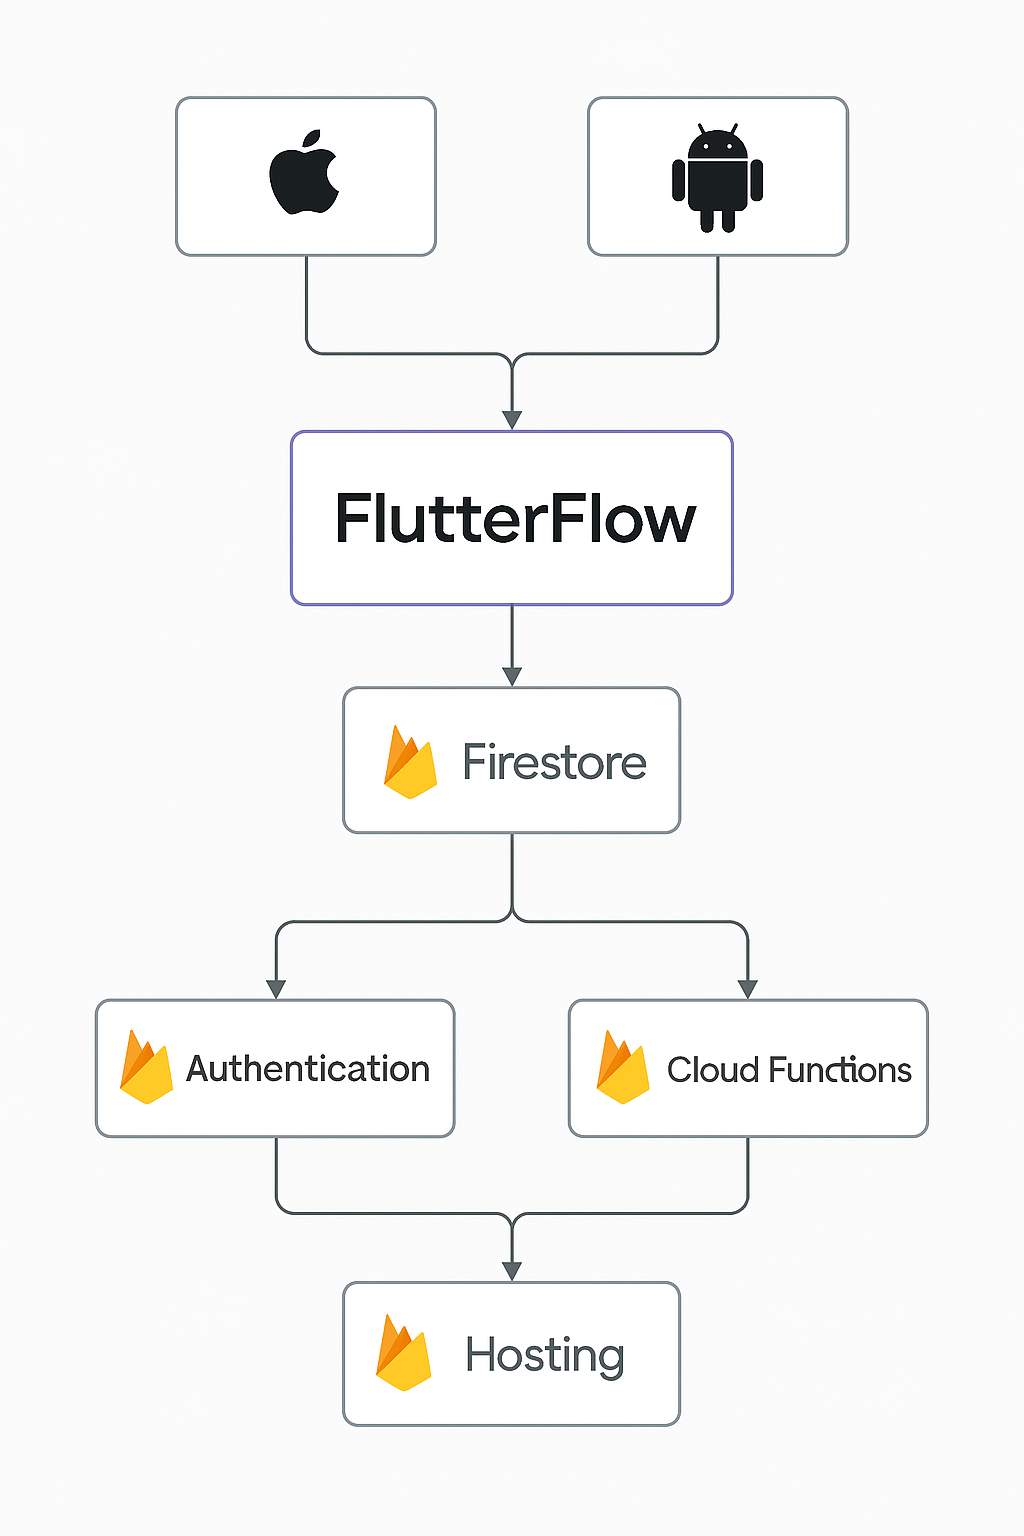 FlutterFlow
Firestore
Authentication
Cloud Functions
Hosting